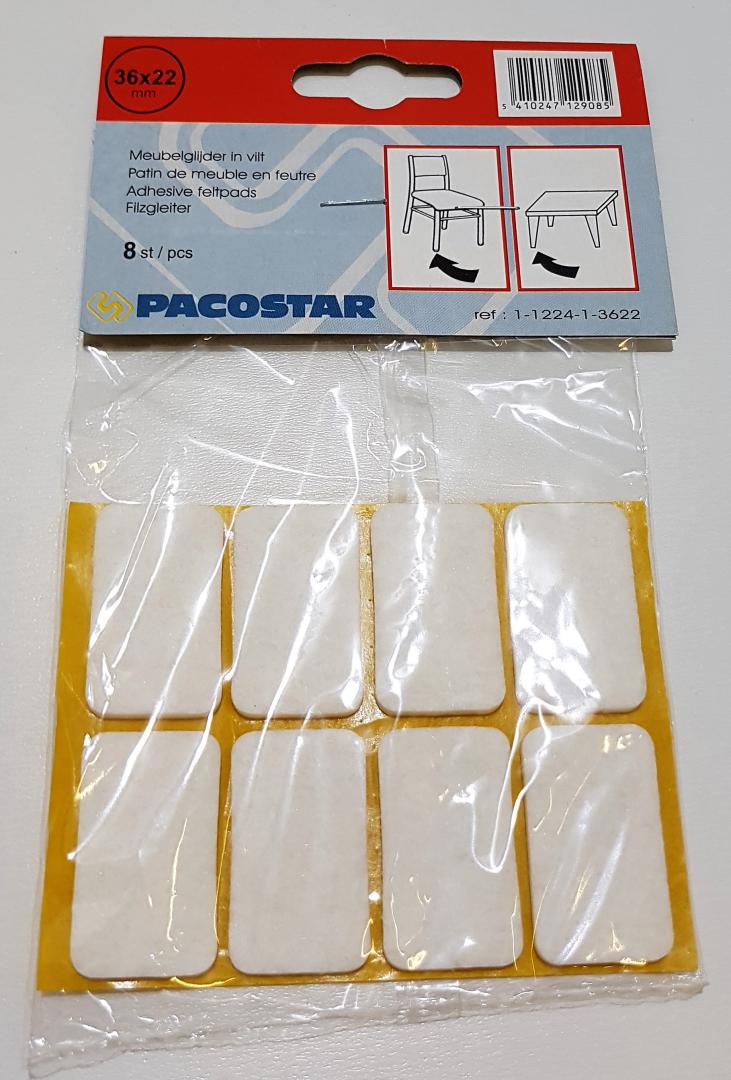 36x22
mm
5 410247 129085
Meubelglijder in vilt
Patin de meuble en feutre
Adhesive feltpads
Filzgleiter
8 st / pcs
PACOSTAR
ref : 1-1224-1-3622